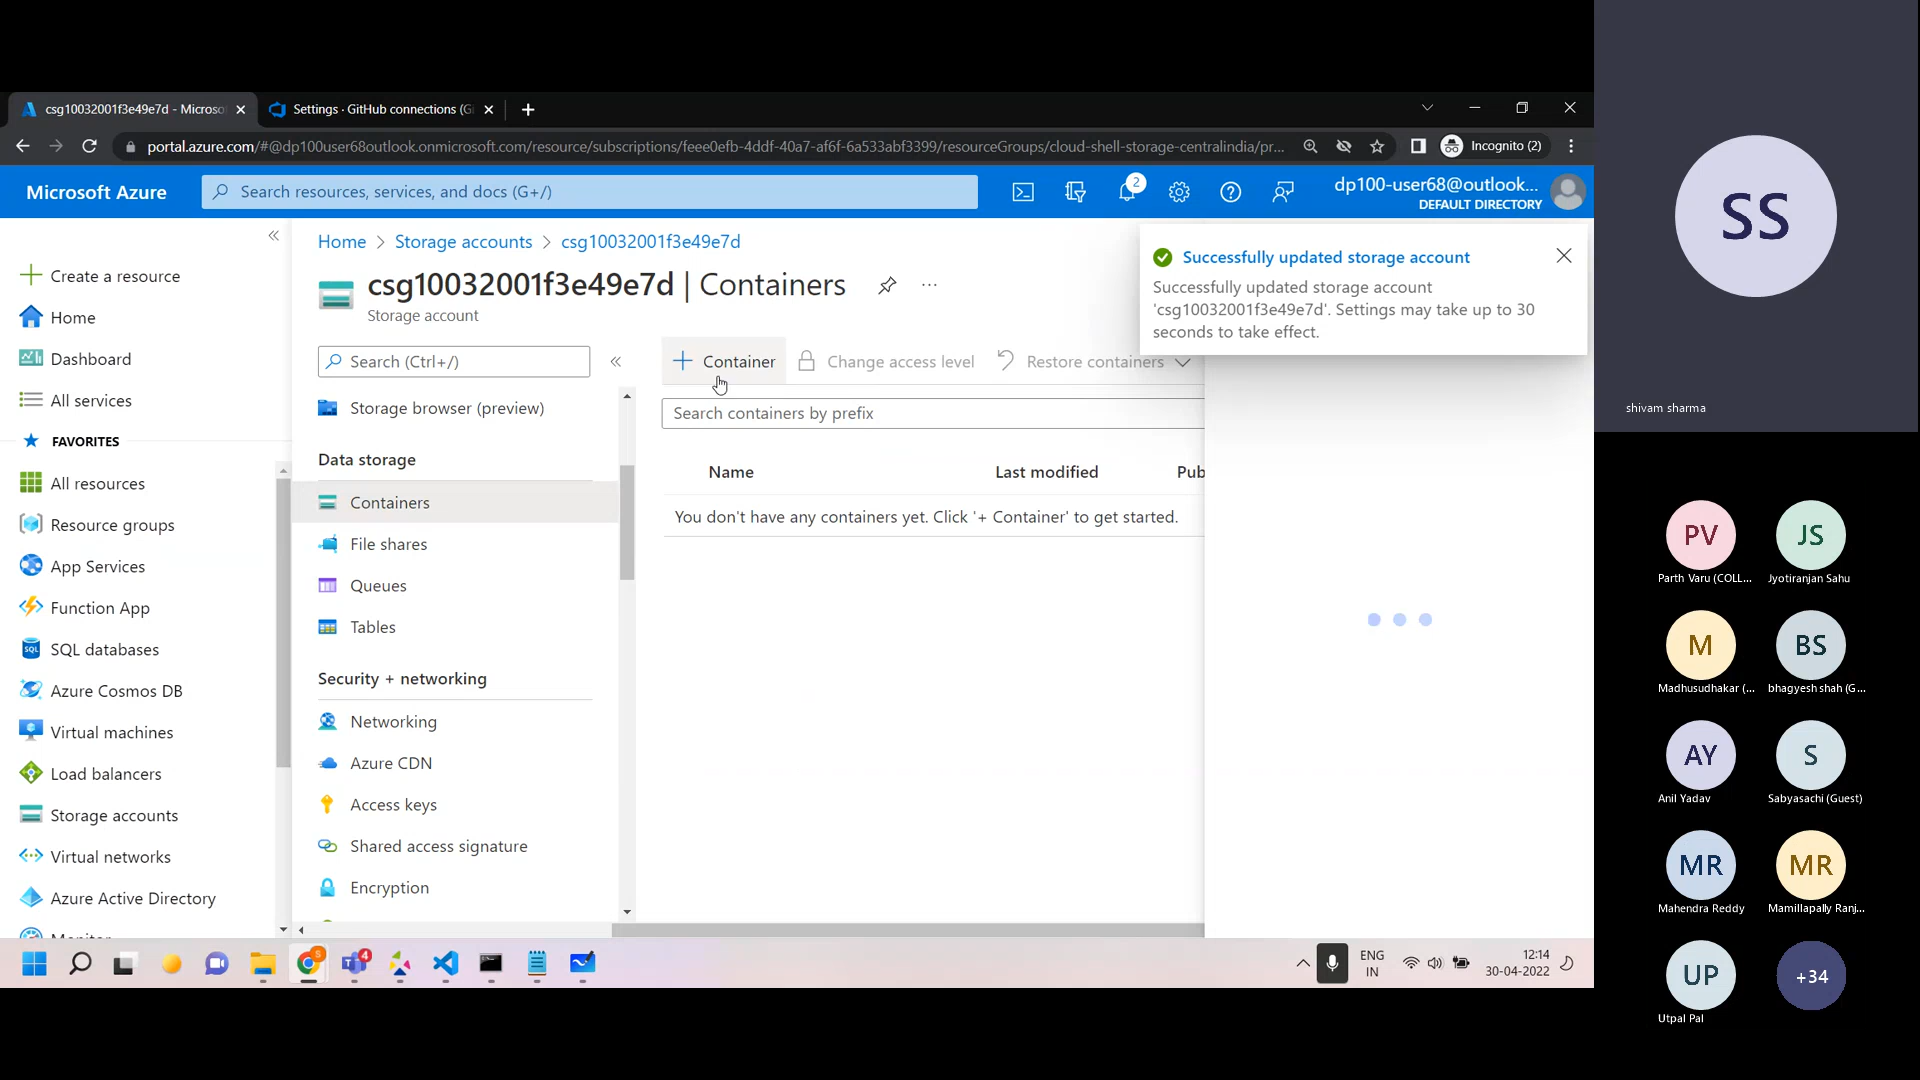 csg10032001f3e49e7d - Microso
Settings · GitHub connections (G
portal.azure.com/#@dp100user68outlook.onmicrosoft.com/resource/subscriptions/feee0efb-4ddf-40a7-af6f-6a533abf3399/resourceGroups/cloud-shell-storage-centralindia/pr...
Incognito (2)
Microsoft Azure
Search resources, services, and docs (G+/)
2
dp100-user68@outlook...
DEFAULT DIRECTORY
Create a resource
Home
Dashboard
All services
FAVORITES
All resources
Resource groups
App Services
Function App
SQL databases
Azure Cosmos DB
Virtual machines
Load balancers
Storage accounts
Virtual networks
Azure Active Directory
Monitor
Home > Storage accounts > csg10032001f3e49e7d
csg10032001f3e49e7d | Containers
Storage account
Search (Ctrl+/)
Storage browser (preview)
Data storage
Containers
File shares
Queues
Tables
Security + networking
Networking
Azure CDN
Access keys
Shared access signature
Encryption
Container
Change access level
Restore containers
Search containers by prefix
Name
Last modified
Pub
You don't have any containers yet. Click '+ Container' to get started.
Successfully updated storage account
Successfully updated storage account
'csg10032001f3e49e7d'. Settings may take up to 30
seconds to take effect.
ENG
IN
12:14
30-04-2022
SS
shivam sharma
PV
Parth Varu (COLL...
JS
Jyotiranjan Sahu
M
Madhusudhakar (...
BS
bhagyesh shah (G...
AY
Anil Yadav
S
Sabyasachi (Guest)
MR
Mahendra Reddy
MR
Mamillapally Ranj...
UP
Utpal Pal
+34